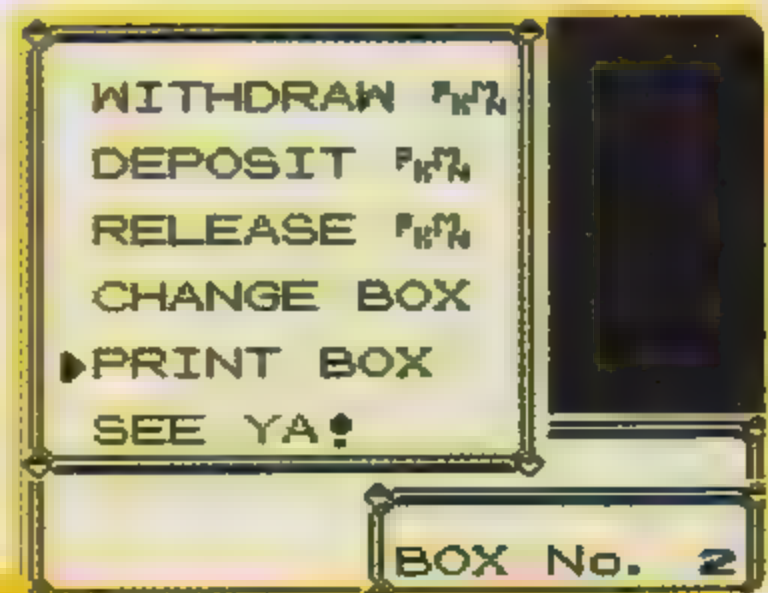 WITHDRAW PKMN
DEPOSIT PKMN
RELEASE PKMN
CHANGE BOX
PRINT BOX
SEE YA!
BOX No. 2